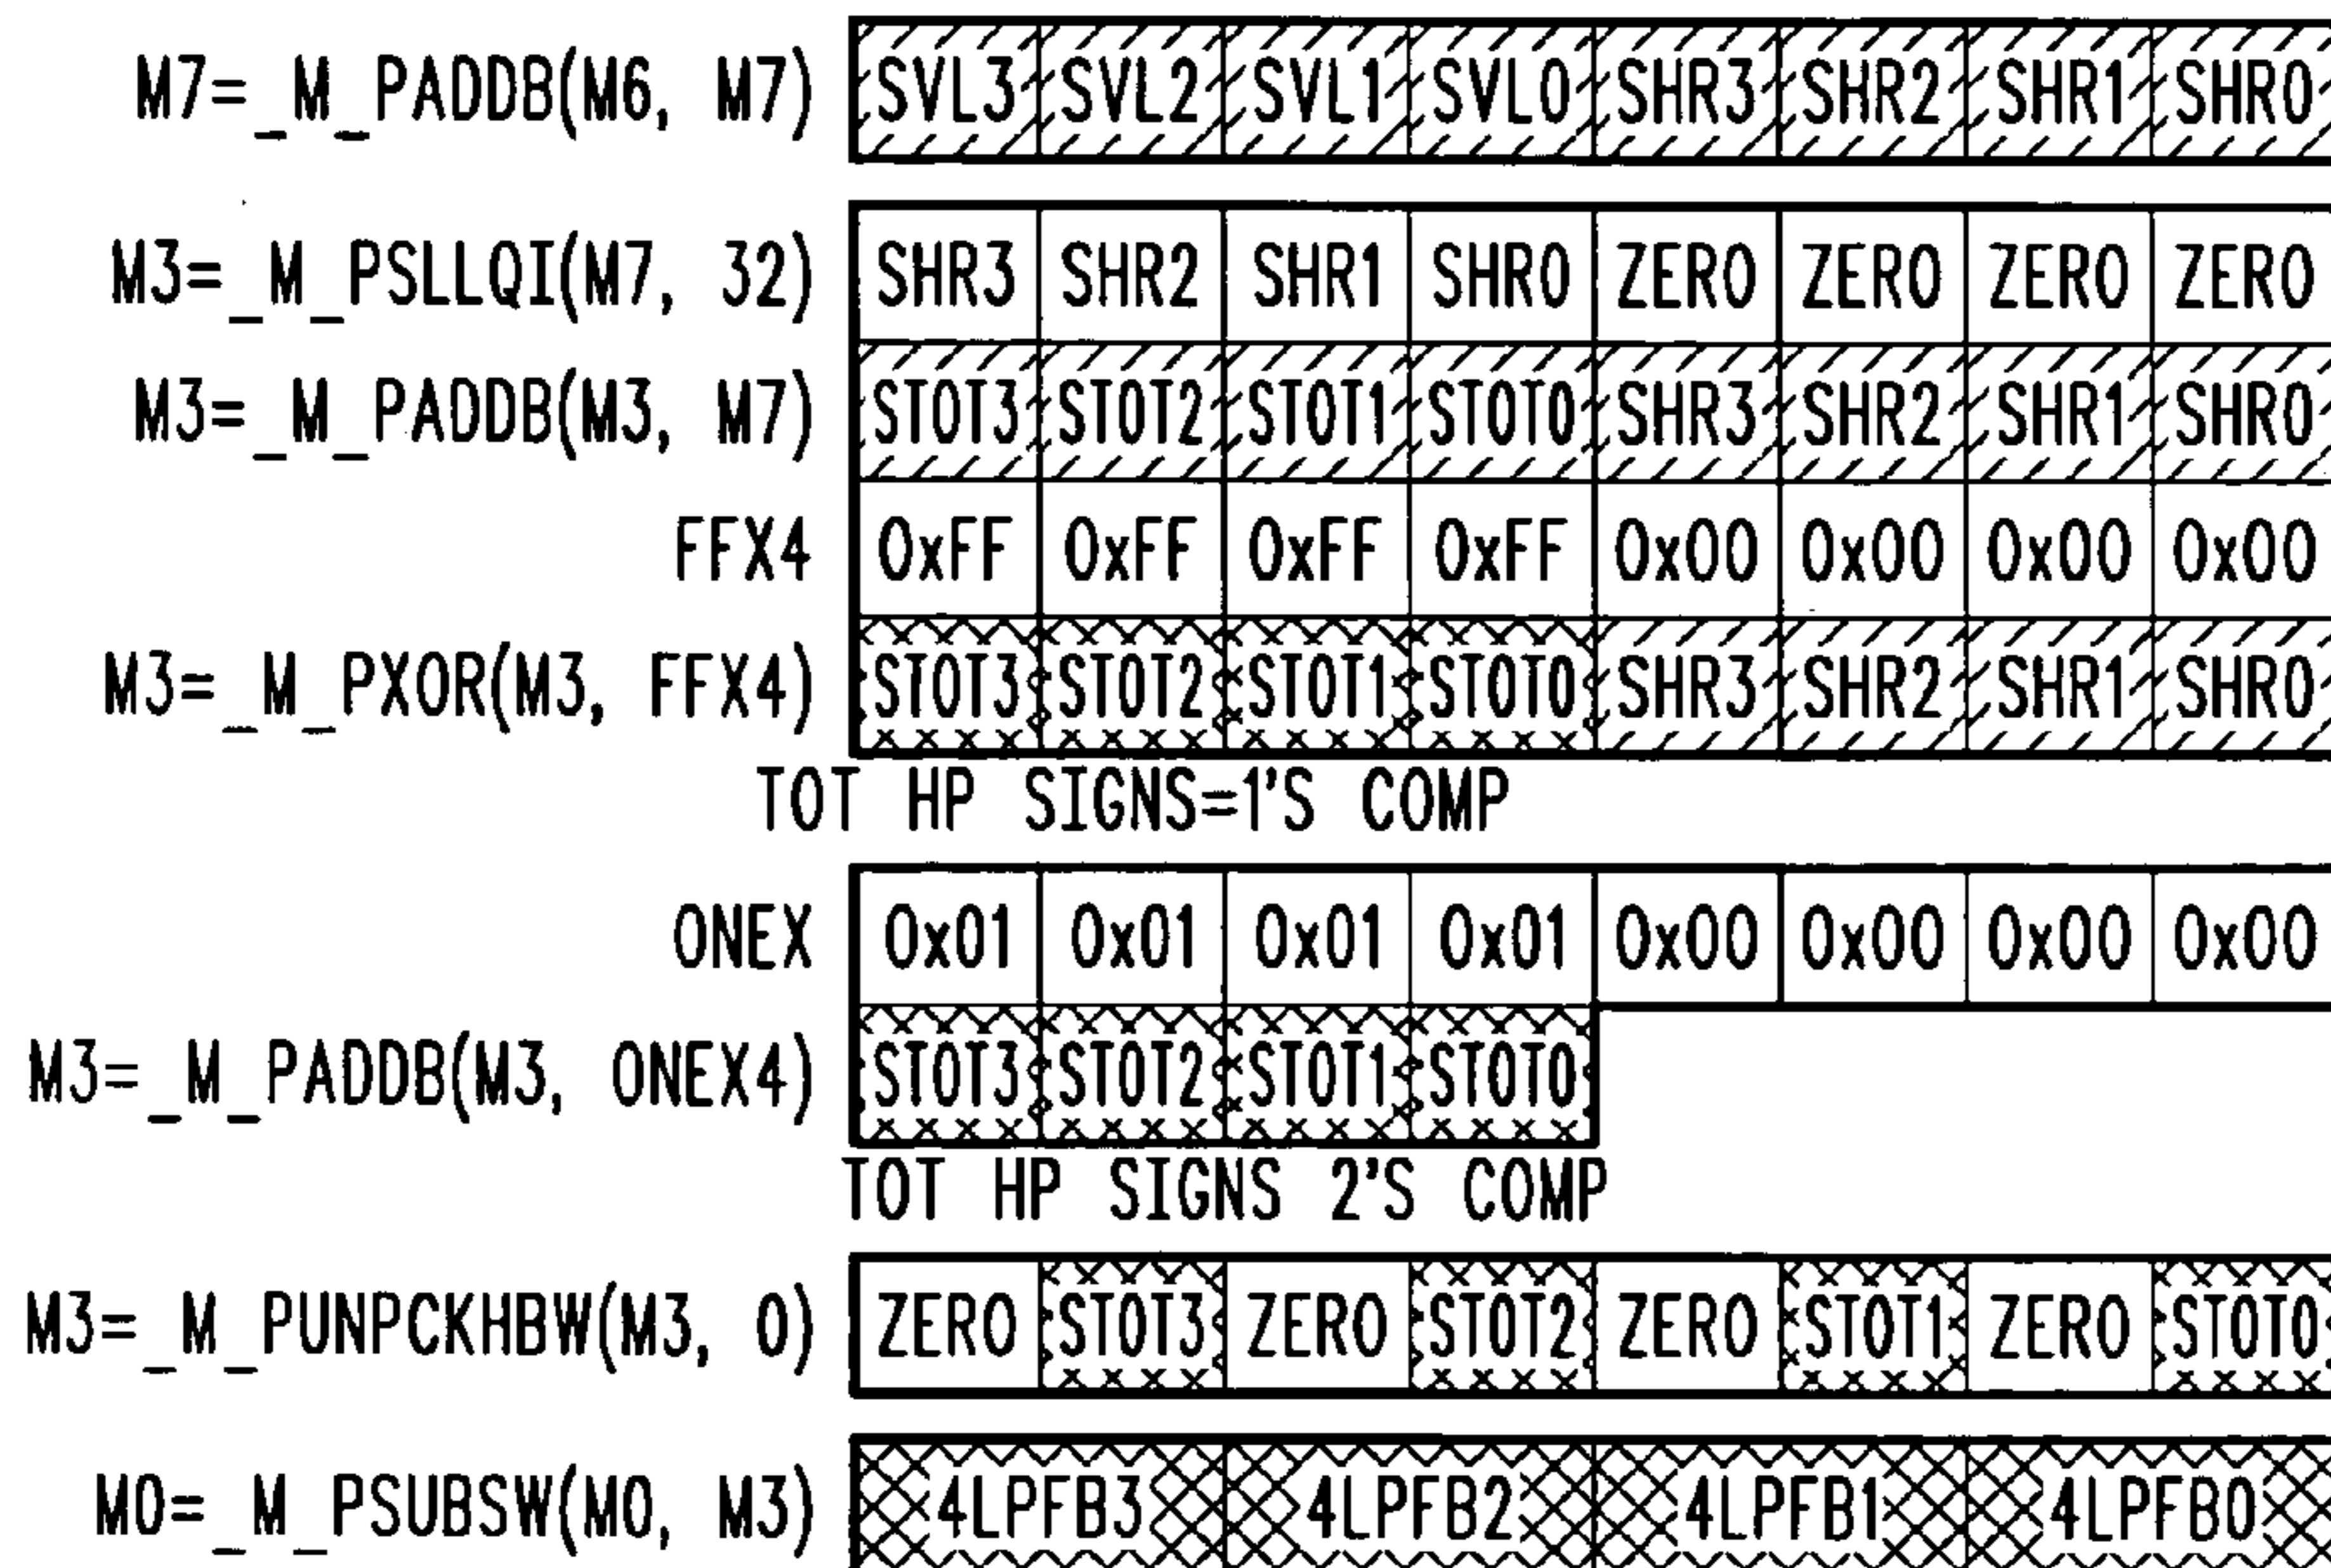 M7=_M_PADDB(M6, M7) SVL3 SVL2 SVL1 SVL0 SHR3 SHR2 SHR1 SHR0
M3=_M_PSLLQI(M7, 32) SHR3 SHR2 SHR1 SHR0 ZERO ZERO ZERO ZERO
M3=_M_PADDB(M3, M7) STOT3 STOT2 STOT1 STOT0 SHR3 SHR2 SHR1 SHR0
FFX4 0xFF 0xFF 0xFF 0xFF 0x00 0x00 0x00 0x00
M3=_M_PXOR(M3, FFX4) STOT3 STOT2 STOT1 STOT0 SHR3 SHR2 SHR1 SHR0
TOT HP SIGNS=1'S COMP
ONEX 0x01 0x01 0x01 0x01 0x00 0x00 0x00 0x00
M3=_M_PADDB(M3, ONEX4) STOT3 STOT2 STOT1 STOT0
TOT HP SIGNS 2'S COMP
M3=_M_PUNPCKHBW(M3, 0) ZERO STOT3 ZERO STOT2 ZERO STOT1 ZERO STOT0
M0=_M_PSUBSW(M0, M3) 4LPFB3 4LPFB2 4LPFB1 4LPFB0